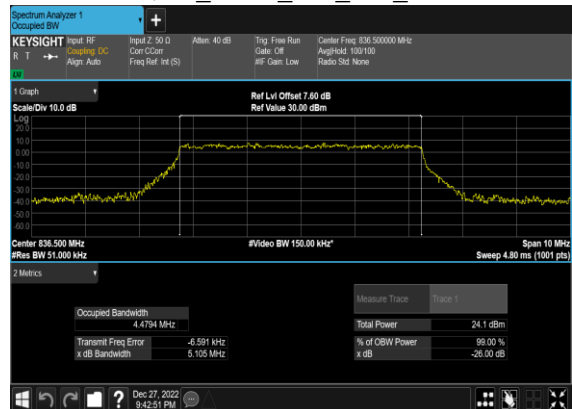 Spectrum Analyzer 1
Occupied BW
+
KEYSIGHT Input: RF Input Z: 50 Ω Atten: 40 dB Trig: Free Run Center Freq: 836.500000 MHz
R T Coupling: DC Corr CCorr Gate: Off Avg|Hold: 100/100
Align: Auto Freq Ref: Int (S) #IF Gain: Low Radio Std: None
1 Graph
Ref Lvl Offset 7.60 dB
Scale/Div 10.0 dB Ref Value 30.00 dBm
Log
20.0
10.0
0.00
-10.0
-20.0
-30.0
-40.0
-50.0
-60.0
Center 836.500 MHz #Video BW 150.00 kHz* Span 10 MHz
#Res BW 51.000 kHz Sweep 4.80 ms (1001 pts)
2 Metrics
Measure Trace Trace 1
Occupied Bandwidth
4.4794 MHz Total Power 24.1 dBm
Transmit Freq Error -6.591 kHz % of OBW Power 99.00 %
x dB Bandwidth 5.105 MHz x dB -26.00 dB
? Dec 27, 2022
9:42:51 PM